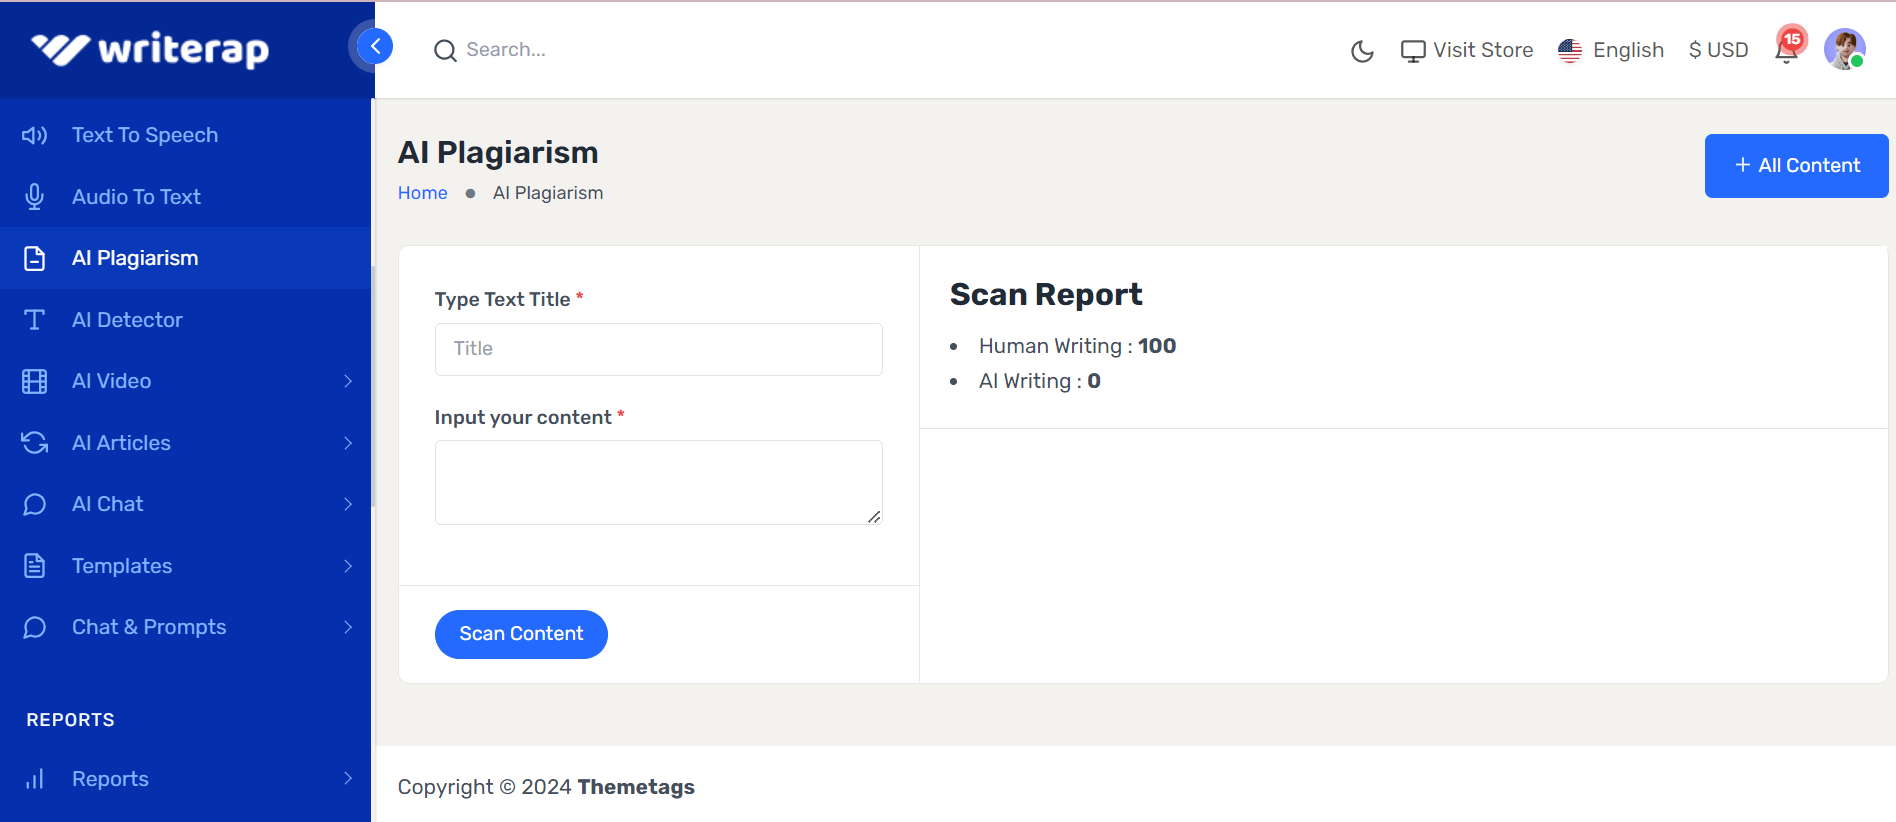 writerap
Search...
Visit Store
English
$ USD
15
Text To Speech
Audio To Text
AI Plagiarism
AI Detector
AI Video
AI Articles
AI Chat
Templates
Chat & Prompts
REPORTS
Reports
AI Plagiarism
Home ● AI Plagiarism
+ All Content
Type Text Title *
Title
Input your content *
Scan Content
Scan Report
• Human Writing : 100
• AI Writing : 0
Copyright © 2024 Themetags